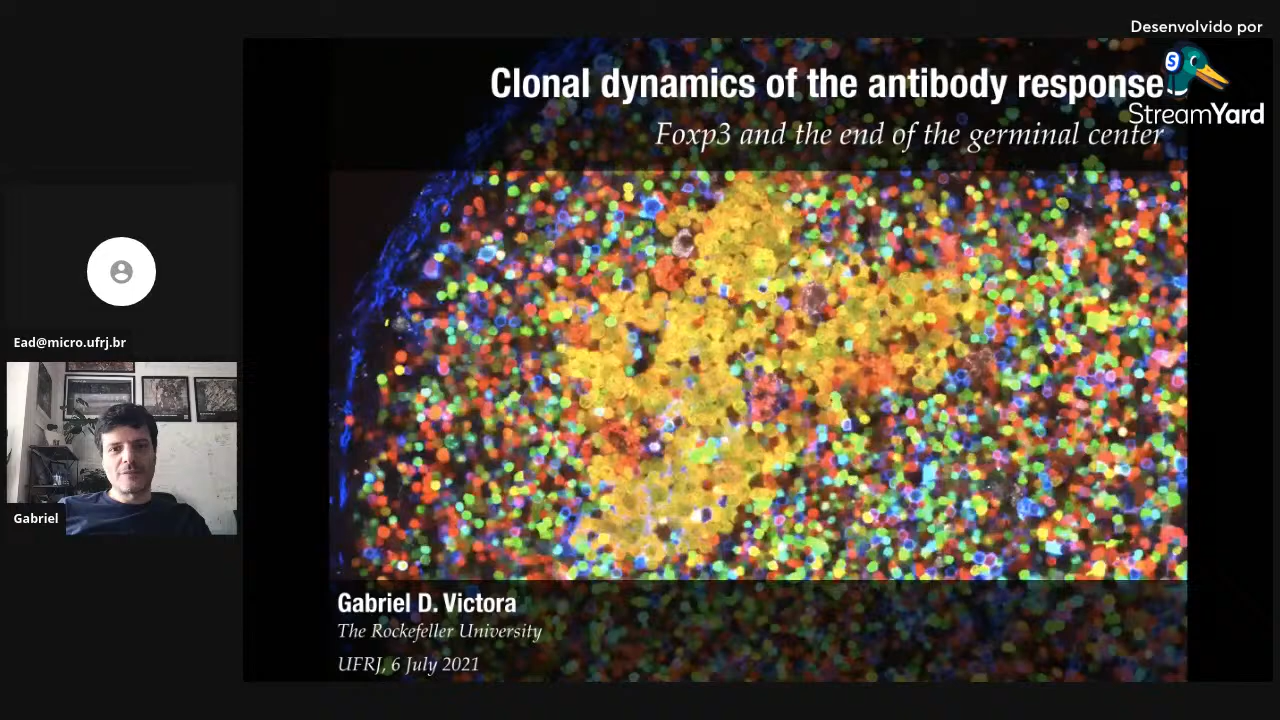 Desenvolvido por
StreamYard
Clonal dynamics of the antibody response
Foxp3 and the end of the germinal center
Ead@micro.ufrj.br
Gabriel
Gabriel D. Victora
The Rockefeller University
UFRJ, 6 July 2021